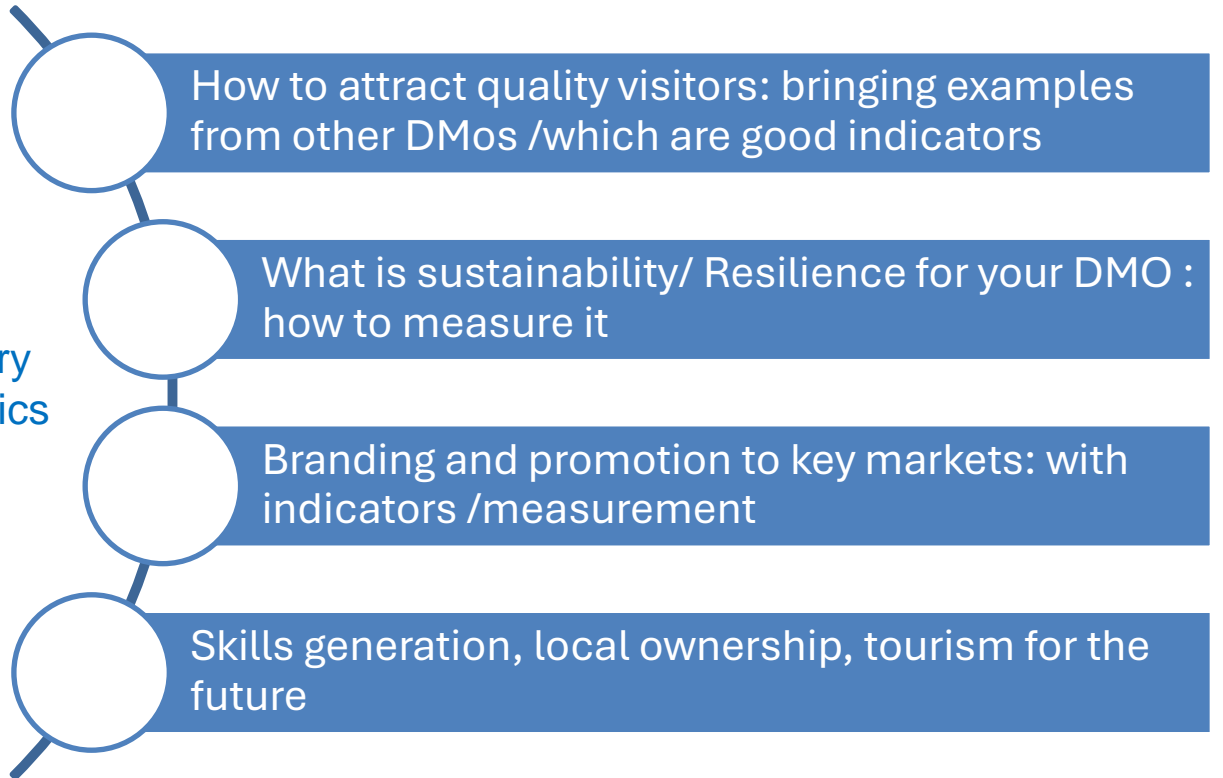 How to attract quality visitors: bringing examples
from other DMos /which are good indicators
What is sustainability/ Resilience for your DMO :
how to measure it
ry
ics
Branding and promotion to key markets: with
indicators /measurement
Skills generation, local ownership, tourism for the
future